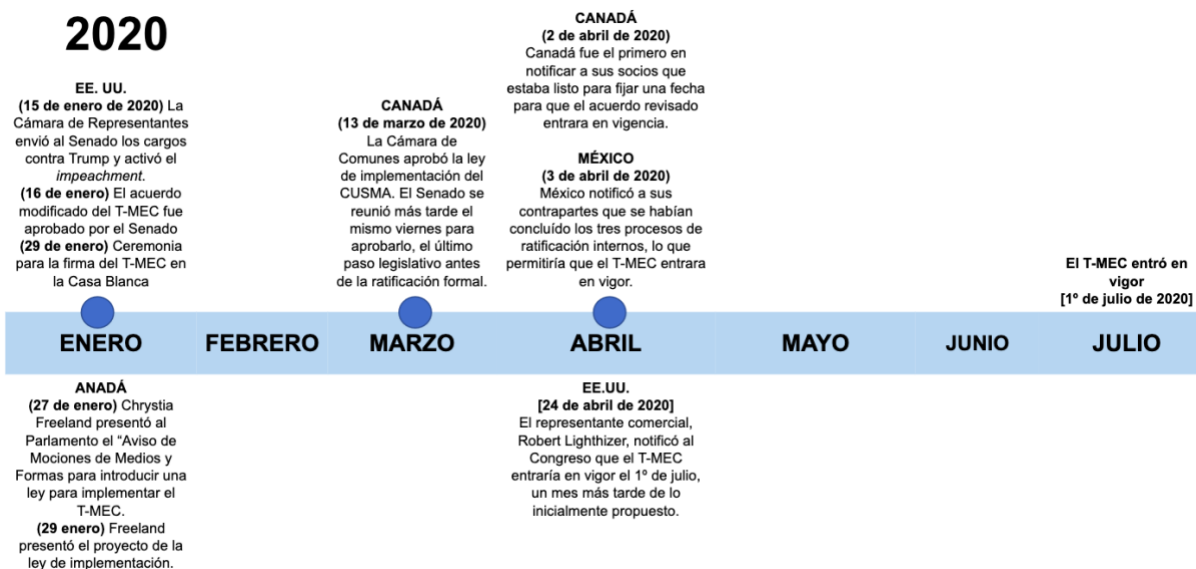 2020
EE. UU.
(15 de enero de 2020) La
Cámara de Representantes
envió al Senado los cargos
contra Trump y activó el
impeachment.
(16 de enero) El acuerdo
modificado del T-MEC fue
aprobado por el Senado
(29 de enero) Ceremonia
para la firma del T-MEC en
la Casa Blanca
CANADÁ
(13 de marzo de 2020)
La Cámara de
Comunes aprobó la ley
de implementación del
CUSMA. El Senado se
reunió más tarde el
mismo viernes para
aprobarlo, el último
paso legislativo antes
de la ratificación formal.
CANADÁ
(2 de abril de 2020)
Canadá fue el primero en
notificar a sus socios que
estaba listo para fijar una fecha
para que el acuerdo revisado
entrara en vigencia.
MÉXICO
(3 de abril de 2020)
México notificó a sus
contrapartes que se habían
concluído los tres procesos de
ratificación internos, lo que
permitiría que el T-MEC entrara
en vigor.
El T-MEC entró en
vigor
[1º de julio de 2020]
ENERO FEBRERO MARZO ABRIL MAYO JUNIO JULIO
ANADÁ
(27 de enero) Chrystia
Freeland presentó al
Parlamento el “Aviso de
Mociones de Medios y
Formas para introducir una
ley para implementar el
T-MEC.
(29 enero) Freeland
presentó el proyecto de la
ley de implementación.
EE.UU.
[24 de abril de 2020]
El representante comercial,
Robert Lighthizer, notificó al
Congreso que el T-MEC
entraría en vigor el 1º de julio,
un mes más tarde de lo
inicialmente propuesto.